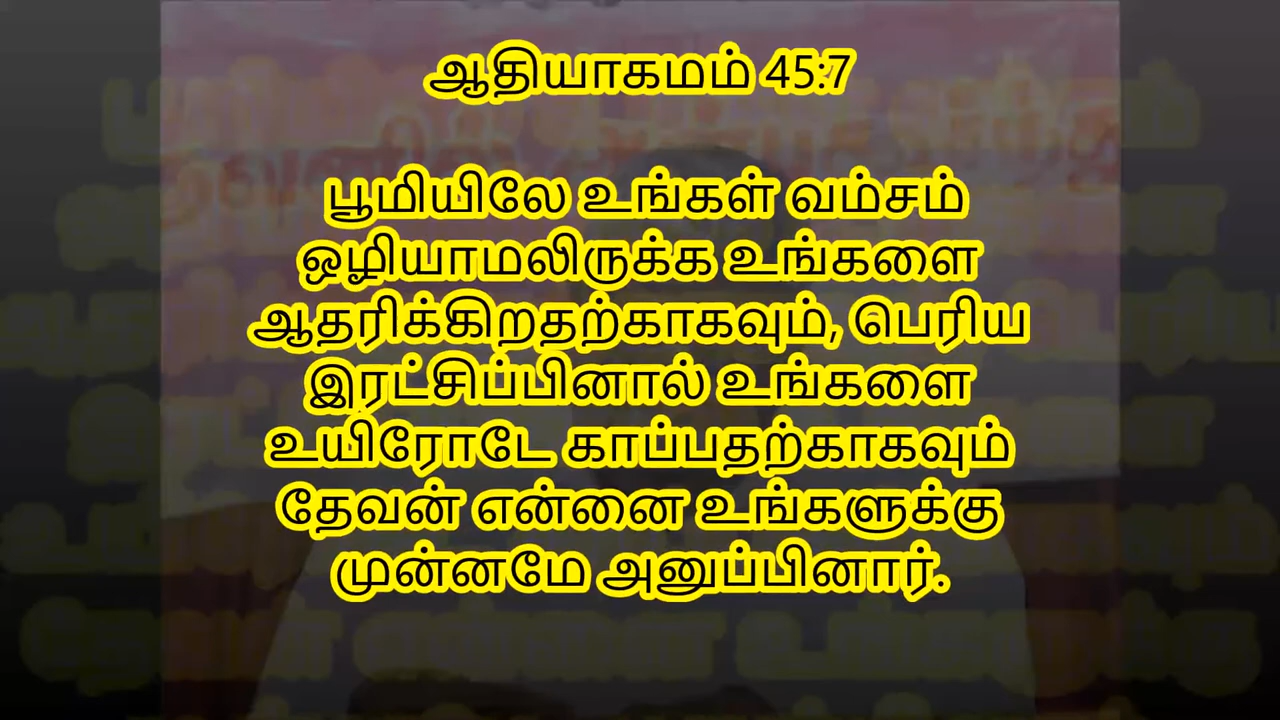 ஆதியாகமம் 45:7
பூமியிலே உங்கள் வம்சம்
ஒழியாமலிருக்க உங்களை
ஆதரிக்கிறதற்காகவும், பெரிய
இரட்சிப்பினால் உங்களை
உயிரோடே காப்பதற்காகவும்
தேவன் என்னை உங்களுக்கு
முன்னமே அனுப்பினார்.